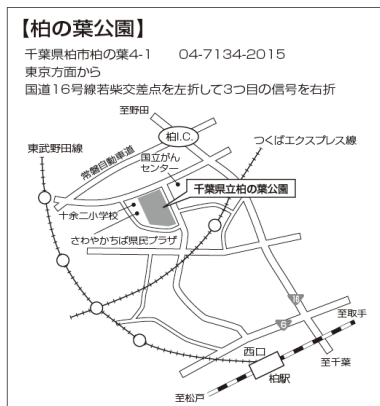 【柏の葉公園】
千葉県柏市柏の葉4-1 04-7134-2015
東京方面から
国道16号線若柴交差点を左折して3つ目の信号を右折
至野田
柏I.C.
東武野田線
常磐自動車道
国立がん
センター
つくばエクスプレス線
千葉県立柏の葉公園
十余二小学校
さわやかちば県民プラザ
16
6
至取手
西口
柏駅
至千葉
至松戸